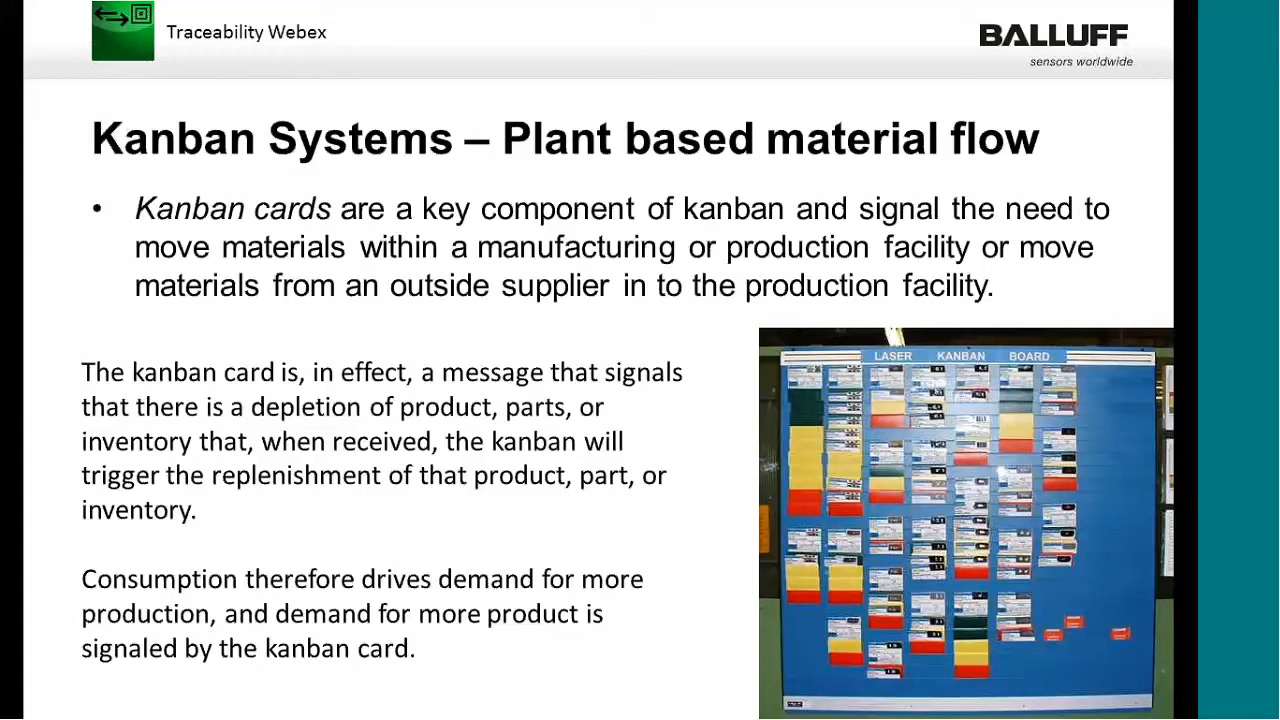 Traceability Webex
BALLUFF
sensors worldwide
Kanban Systems – Plant based material flow
• Kanban cards are a key component of kanban and signal the need to
move materials within a manufacturing or production facility or move
materials from an outside supplier in to the production facility.
The kanban card is, in effect, a message that signals
that there is a depletion of product, parts, or
inventory that, when received, the kanban will
trigger the replenishment of that product, part, or
inventory.
Consumption therefore drives demand for more
production, and demand for more product is
signaled by the kanban card.
LASER KANBAN BOARD